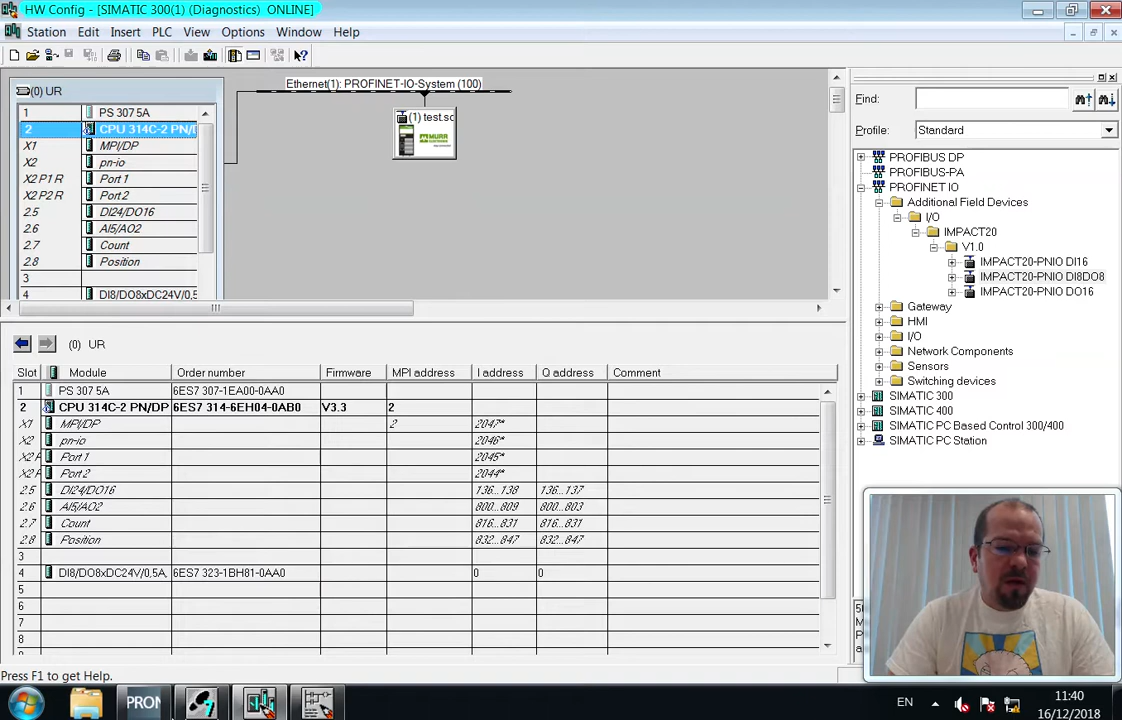 HW Config - [SIMATIC 300(1) (Diagnostics)  ONLINE]
Station Edit Insert PLC View Options Window Help
(0) UR
1 PS 307 5A
2 CPU 314C-2 PN/D
X1 MPI/DP
X2 pn-io
X2 P1 R Port 1
X2 P2 R Port 2
2.5 DI24/DO16
2.6 AI5/AO2
2.7 Count
2.8 Position
3
4 DI8/DO8xDC24V/0,5
Ethernet(1): PROFINET-IO-System (100)
(1) test.sc
MURR
(0) UR
Slot Module Order number Firmware MPI address I address Q address Comment
1 PS 307 5A 6ES7 307-1EA00-0AA0
2 CPU 314C-2 PN/DP 6ES7 314-6EH04-0AB0 V3.3 2
X1 MPI/DP 2 2047*
X2 pn-io 2046*
X2 P Port 1 2045*
X2 P Port 2 2044*
2.5 DI24/DO16 136...138 136...137
2.6 AI5/AO2 800...809 800...803
2.7 Count 816...831 816...831
2.8 Position 832...847 832...847
3
4 DI8/DO8xDC24V/0,5A, 6ES7 323-1BH81-0AA0 0 0
5
6
7
8
Find:
Profile: Standard
PROFIBUS DP
PROFIBUS-PA
PROFINET IO
Additional Field Devices
I/O
IMPACT20
V1.0
IMPACT20-PNIO DI16
IMPACT20-PNIO DI8DO8
IMPACT20-PNIO DO16
Gateway
HMI
I/O
Network Components
Sensors
Switching devices
SIMATIC 300
SIMATIC 400
SIMATIC PC Based Control 300/400
SIMATIC PC Station
Press F1 to get Help.
PRON
EN
11:40
16/12/2018